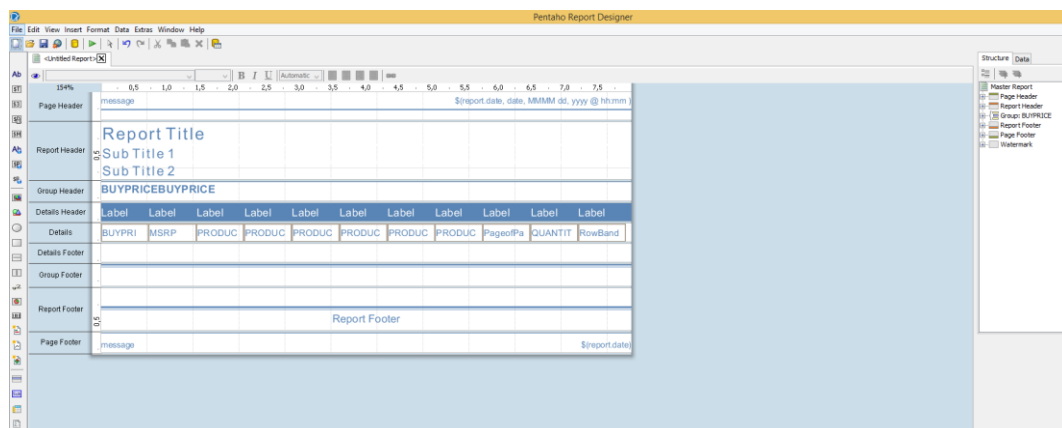 Pentaho Report Designer
File Edit View Insert Format Data Extras Window Help
<Untitled Report>
Structure Data
Automatic
154% 0,5 1,0 1,5 2,0 2,5 3,0 3,5 4,0 4,5 5,0 5,5 6,0 6,5 7,0 7,5
Master Report
Page Header
Report Header
Group: BUYPRICE
Report Footer
Page Footer
Watermark
Page Header message $(report.date, date, MMMM dd, yyyy @ hh:mm )
Report Title
Report Header 0,5 Sub Title 1
Sub Title 2
Group Header BUYPRICEBUYPRICE
Details Header Label Label Label Label Label Label Label Label Label Label Label
Details BUYPRI MSRP PRODUC PRODUC PRODUC PRODUC PRODUC PRODUC PageofPa QUANTIT RowBand
Details Footer
Group Footer
Report Footer 0,5 Report Footer
Page Footer message $(report.date)